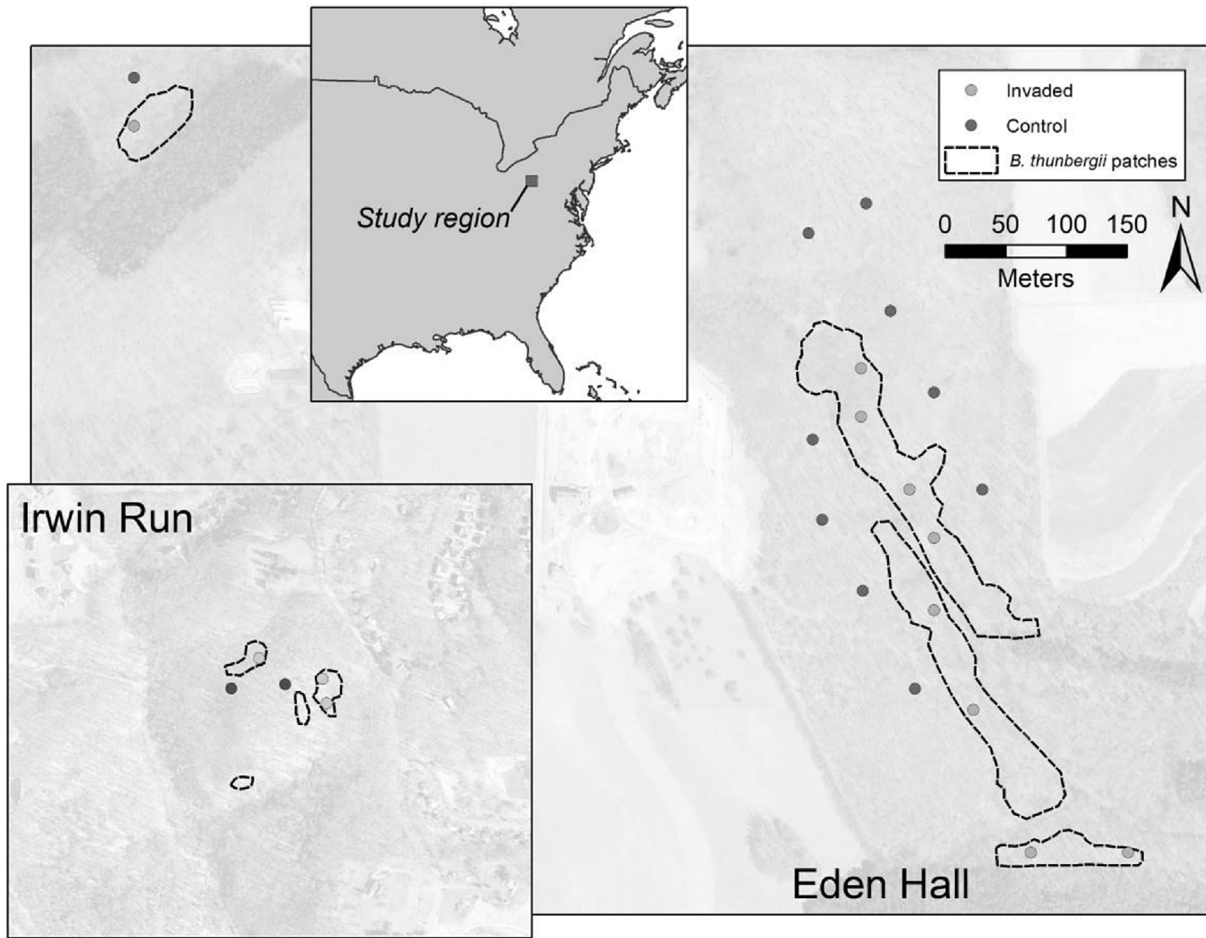 Invaded
Control
B. thunbergii patches
N
0 50 100 150
Meters
Study region
Irwin Run
Eden Hall